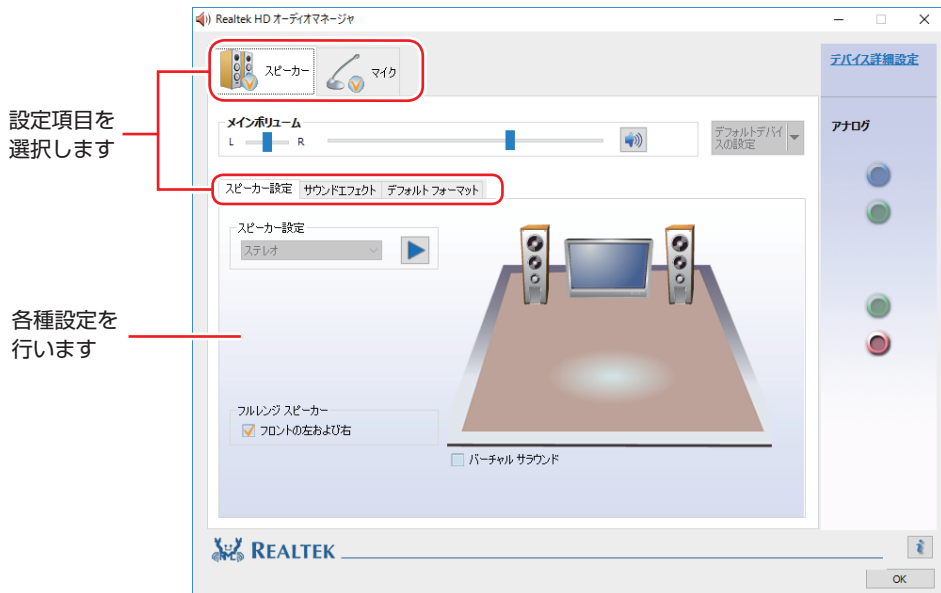 Realtek HD オーディオマネージャ
スピーカー
マイク
デバイス詳細設定
設定項目を
選択します
メインボリューム
L R
デフォルトデバイ
スの設定
アナログ
スピーカー設定 サウンドエフェクト デフォルト フォーマット
スピーカー設定
ステレオ
各種設定を
行います
フルレンジ スピーカー
フロントの左および右
バーチャル サラウンド
REALTEK
i
OK